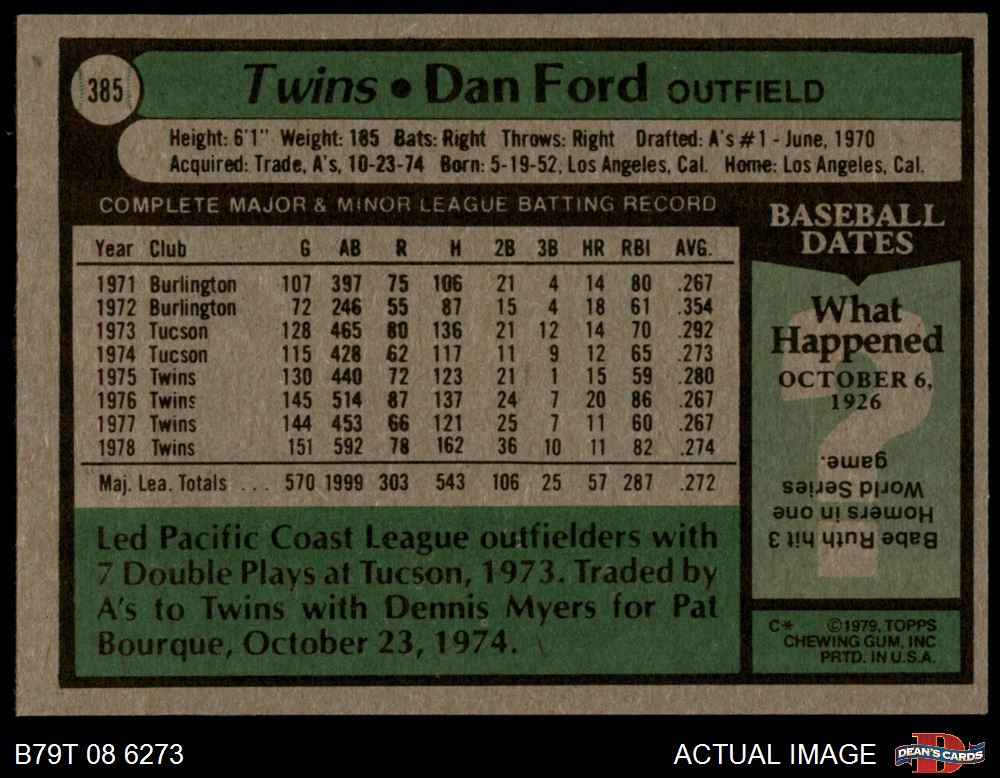 385
Twins • Dan Ford OUTFIELD
Height: 6'1" Weight: 185 Bats: Right Throws: Right Drafted: A's #1 - June, 1970
Acquired: Trade, A's, 10-23-74 Born: 5-19-52, Los Angeles, Cal. Home: Los Angeles, Cal.
COMPLETE MAJOR & MINOR LEAGUE BATTING RECORD
Year Club G AB R H 2B 3B HR RBI AVG.
1971 Burlington 107 397 75 106 21 4 14 80 .267
1972 Burlington 72 246 55 87 15 4 18 61 .354
1973 Tucson 128 465 80 136 21 12 14 70 .292
1974 Tucson 115 428 62 117 11 9 12 65 .273
1975 Twins 130 440 72 123 21 1 15 59 .280
1976 Twins 145 514 87 137 24 7 20 86 .267
1977 Twins 144 453 66 121 25 7 11 60 .267
1978 Twins 151 592 78 162 36 10 11 82 .274
Maj. Lea. Totals ... 570 1999 303 543 106 25 57 287 .272
Led Pacific Coast League outfielders with
7 Double Plays at Tucson, 1973. Traded by
A's to Twins with Dennis Myers for Pat
Bourque, October 23, 1974.
BASEBALL
DATES
What
Happened
OCTOBER 6,
1926
?
Babe Ruth hit 3
Homers in one
World Series
game.
C* ©1979, TOPPS
CHEWING GUM, INC
PRTD. IN U.S.A.
B79T 08 6273
ACTUAL IMAGE
D
DEAN'S CARDS